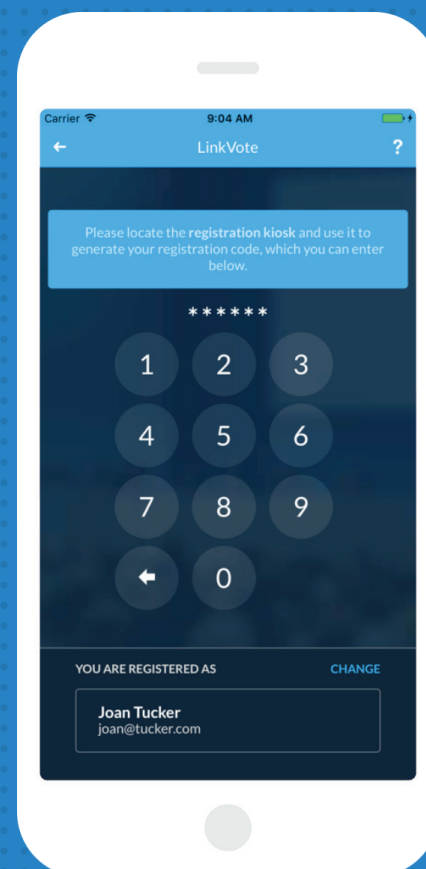 Carrier 9:04 AM
LinkVote ?
Please locate the registration kiosk and use it to
generate your registration code, which you can enter
below.
******
1 2 3
4 5 6
7 8 9
0
YOU ARE REGISTERED AS CHANGE
Joan Tucker
joan@tucker.com